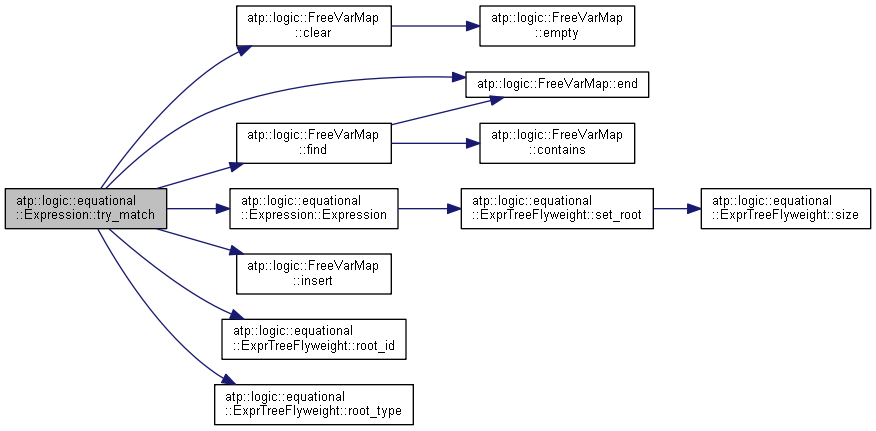 atp::logic::FreeVarMap
::clear
atp::logic::FreeVarMap
::empty
atp::logic::FreeVarMap::end
atp::logic::FreeVarMap
::find
atp::logic::FreeVarMap
::contains
atp::logic::equational
::Expression::try_match
atp::logic::equational
::Expression::Expression
atp::logic::equational
::ExprTreeFlyweight::set_root
atp::logic::equational
::ExprTreeFlyweight::size
atp::logic::FreeVarMap
::insert
atp::logic::equational
::ExprTreeFlyweight::root_id
atp::logic::equational
::ExprTreeFlyweight::root_type